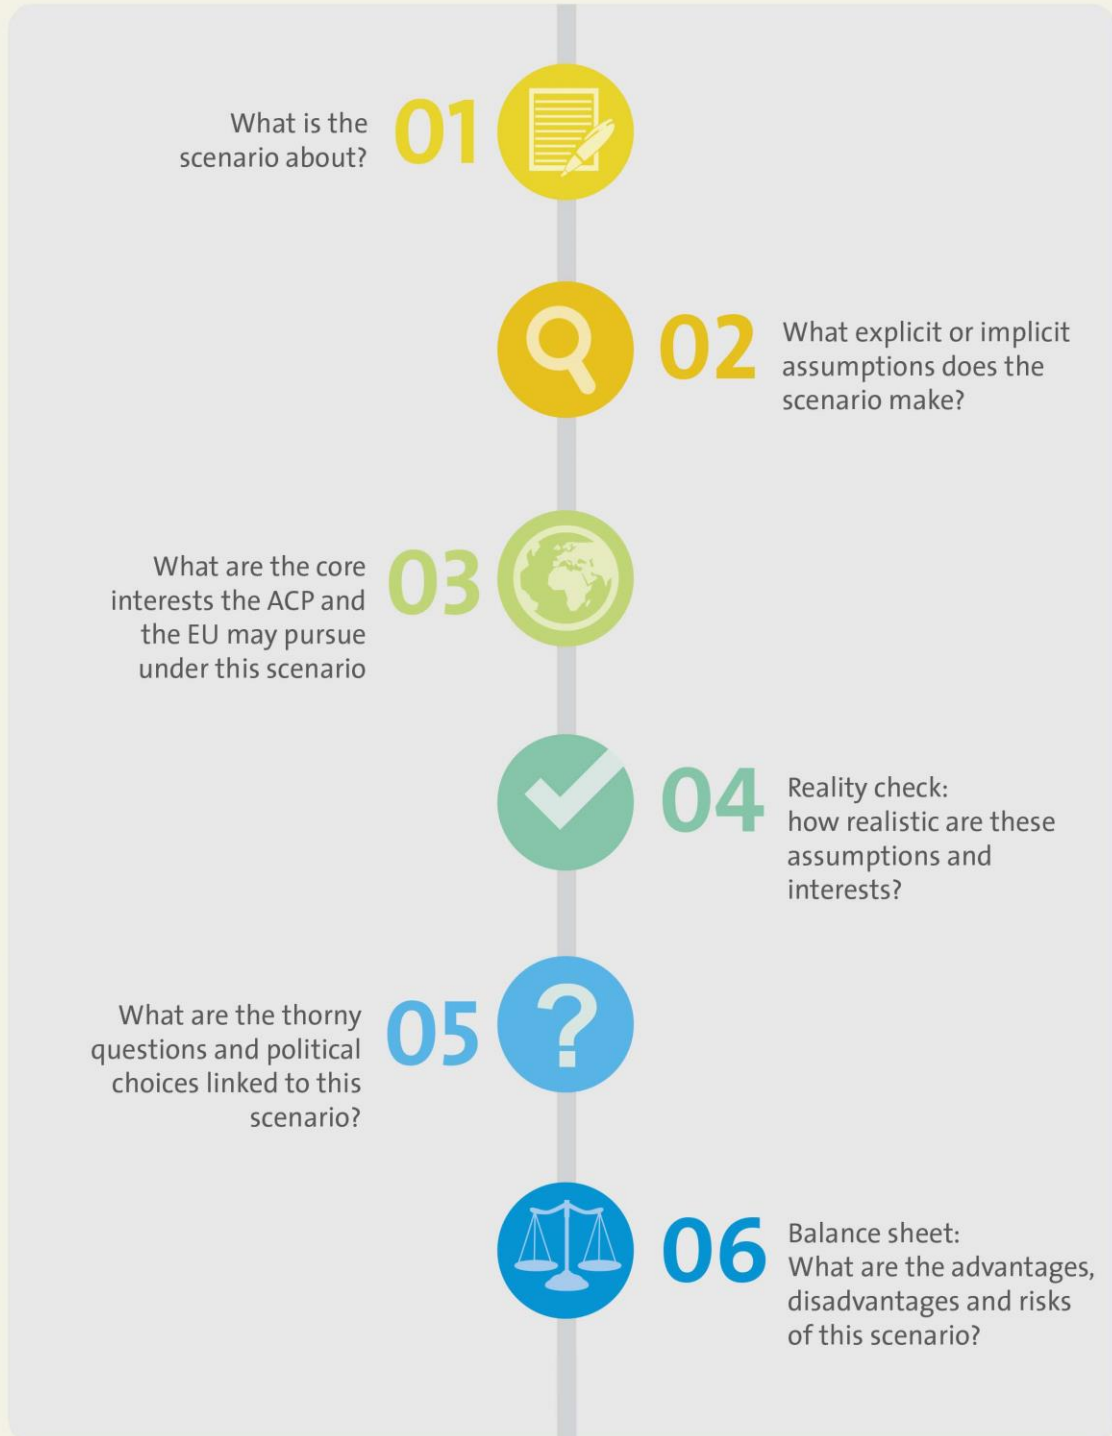 What is the
scenario about?
01
02
What explicit or implicit
assumptions does the
scenario make?
What are the core
interests the ACP and
the EU may pursue
under this scenario
03
04
Reality check:
how realistic are these
assumptions and
interests?
What are the thorny
questions and political
choices linked to this
scenario?
05
?
06
Balance sheet:
What are the advantages,
disadvantages and risks
of this scenario?